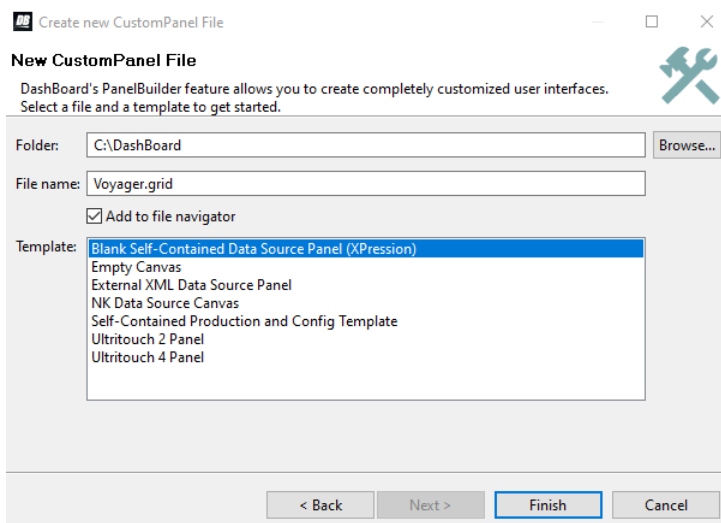 DB Create new CustomPanel File
New CustomPanel File
DashBoard's PanelBuilder feature allows you to create completely customized user interfaces.
Select a file and a template to get started.
Folder: C:\DashBoard Browse...
File name: Voyager.grid
Add to file navigator
Template: Blank Self-Contained Data Source Panel (XPression)
Empty Canvas
External XML Data Source Panel
NK Data Source Canvas
Self-Contained Production and Config Template
Ultritouch 2 Panel
Ultritouch 4 Panel
< Back Next > Finish Cancel